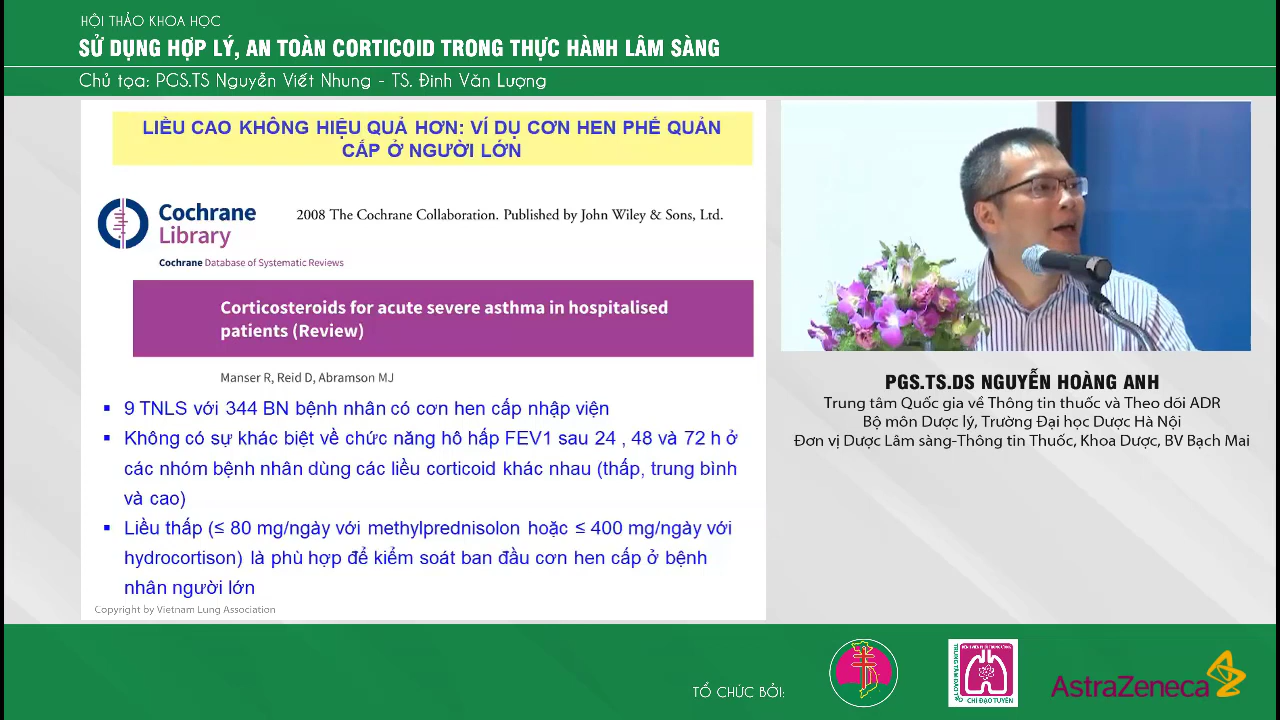 HỘI THẢO KHOA HỌC
SỬ DỤNG HỢP LÝ, AN TOÀN CORTICOID TRONG THỰC HÀNH LÂM SÀNG
Chủ tọa: PGS.TS Nguyễn Viết Nhung - TS. Đinh Văn Lượng
LIỀU CAO KHÔNG HIỆU QUẢ HƠN: VÍ DỤ CƠN HEN PHẾ QUẢN
CẤP Ở NGƯỜI LỚN
Cochrane
Library
2008 The Cochrane Collaboration. Published by John Wiley & Sons, Ltd.
Cochrane Database of Systematic Reviews
Corticosteroids for acute severe asthma in hospitalised
patients (Review)
Manser R, Reid D, Abramson MJ
▪ 9 TNLS với 344 BN bệnh nhân có cơn hen cấp nhập viện
▪ Không có sự khác biệt về chức năng hô hấp FEV1 sau 24 , 48 và 72 h ở
các nhóm bệnh nhân dùng các liều corticoid khác nhau (thấp, trung bình
và cao)
▪ Liều thấp (≤ 80 mg/ngày với methylprednisolon hoặc ≤ 400 mg/ngày với
hydrocortison) là phù hợp để kiểm soát ban đầu cơn hen cấp ở bệnh
nhân người lớn
Copyright by Vietnam Lung Association
PGS.TS.DS NGUYỄN HOÀNG ANH
Trung tâm Quốc gia về Thông tin thuốc và Theo dõi ADR
Bộ môn Dược lý, Trường Đại học Dược Hà Nội
Đơn vị Dược Lâm sàng-Thông tin Thuốc, Khoa Dược, BV Bạch Mai
TỔ CHỨC BỞI:
CHỈ ĐẠO TUYẾN
AstraZeneca